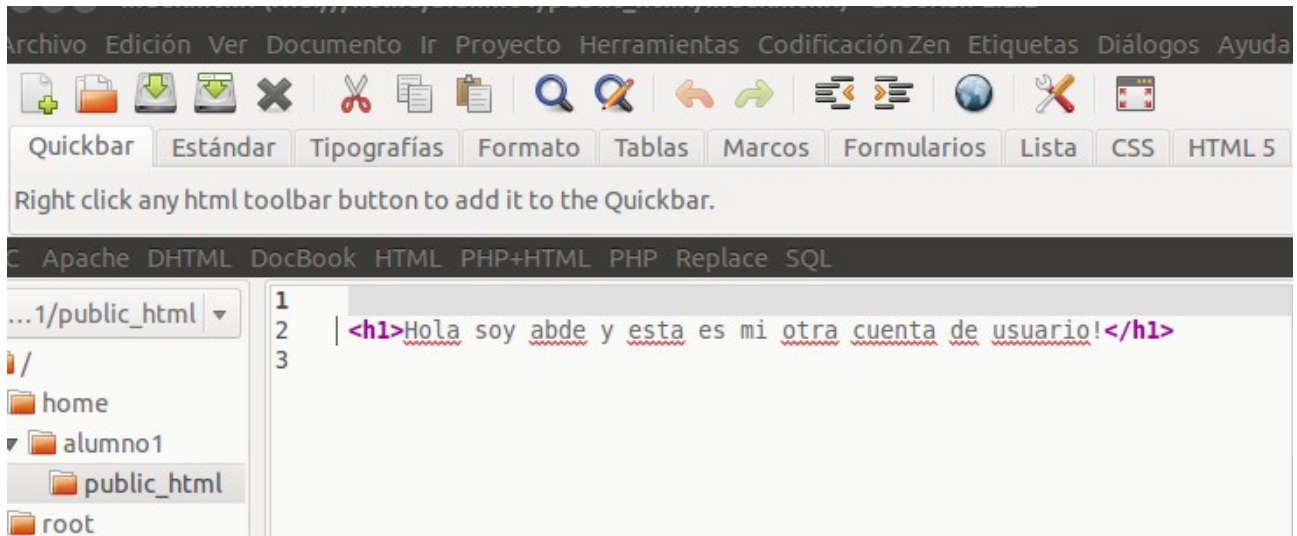 Archivo Edición Ver Documento Ir Proyecto Herramientas Codificación Zen Etiquetas Diálogos Ayuda
Quickbar Estándar Tipografías Formato Tablas Marcos Formularios Lista CSS HTML 5
Right click any html toolbar button to add it to the Quickbar.
C Apache DHTML DocBook HTML PHP+HTML PHP Replace SQL
...1/public_html
1
2 <h1>Hola soy abde y esta es mi otra cuenta de usuario!</h1>
3
/
home
alumno1
public_html
root